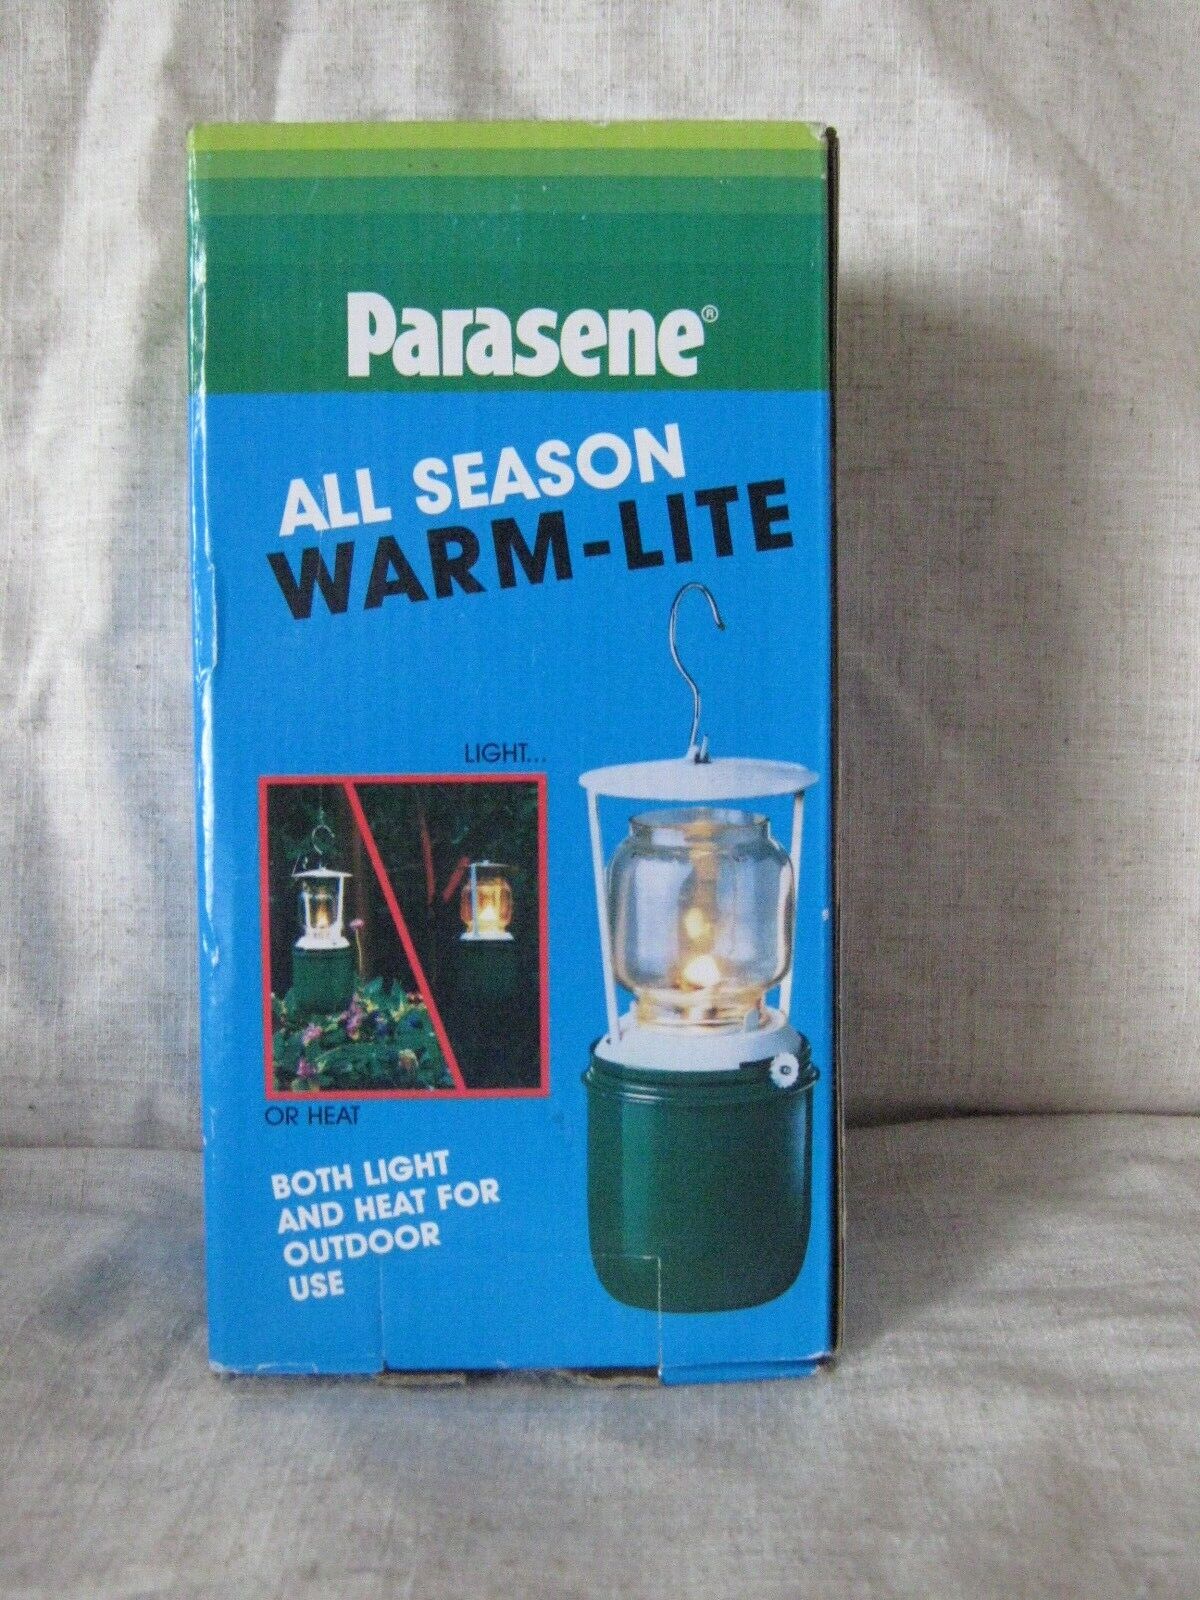 Parasene®
ALL SEASON
WARM-LITE
LIGHT...
OR HEAT
BOTH LIGHT
AND HEAT FOR
OUTDOOR
USE